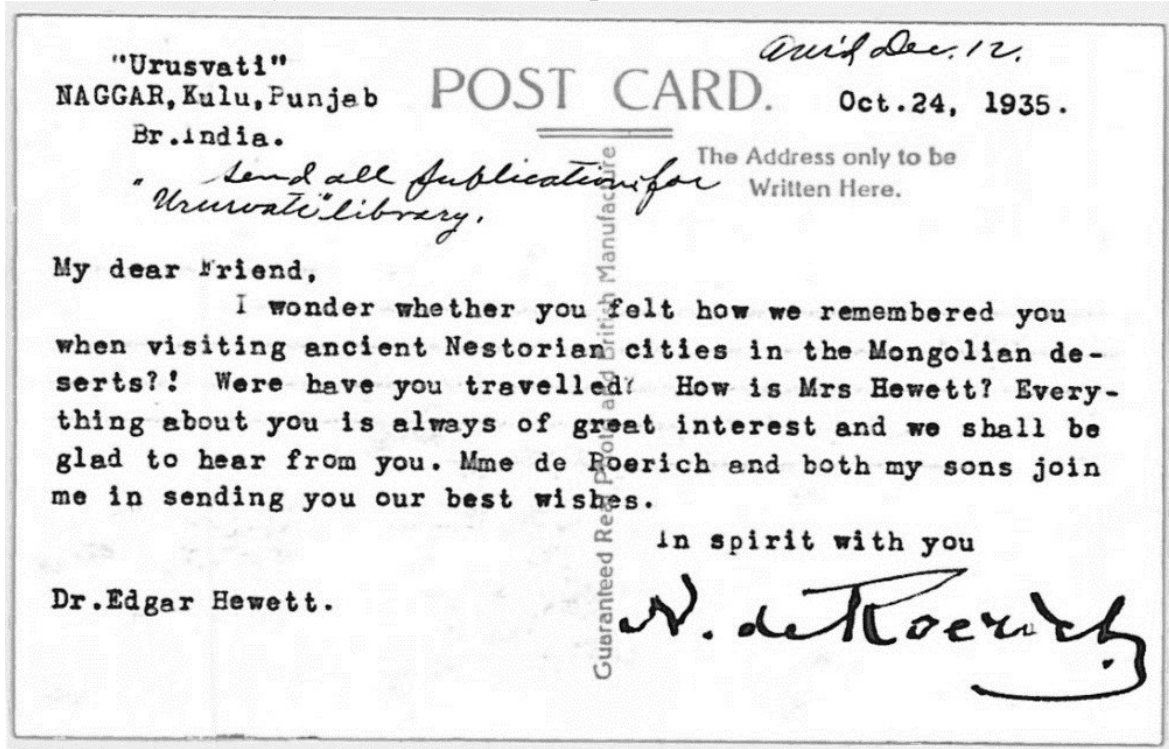 "Urusvati"
NAGGAR, Kulu, Punjab
Br.india.
POST CARD.
arri'd Dec. 12.
Oct.24, 1935.
The Address only to be
Written Here.
send all publications for
"Urusvati" library.
My dear Friend,
I wonder whether you felt how we remembered you
when visiting ancient Nestorian cities in the Mongolian de-
serts?! Were have you travelled? How is Mrs Hewett? Every-
thing about you is always of great interest and we shall be
glad to hear from you. Mme de Roerich and both my sons join
me in sending you our best wishes.
in spirit with you
N. de Roerich
Dr.Edgar Hewett.
Guaranteed Real Photo and British Manufacture